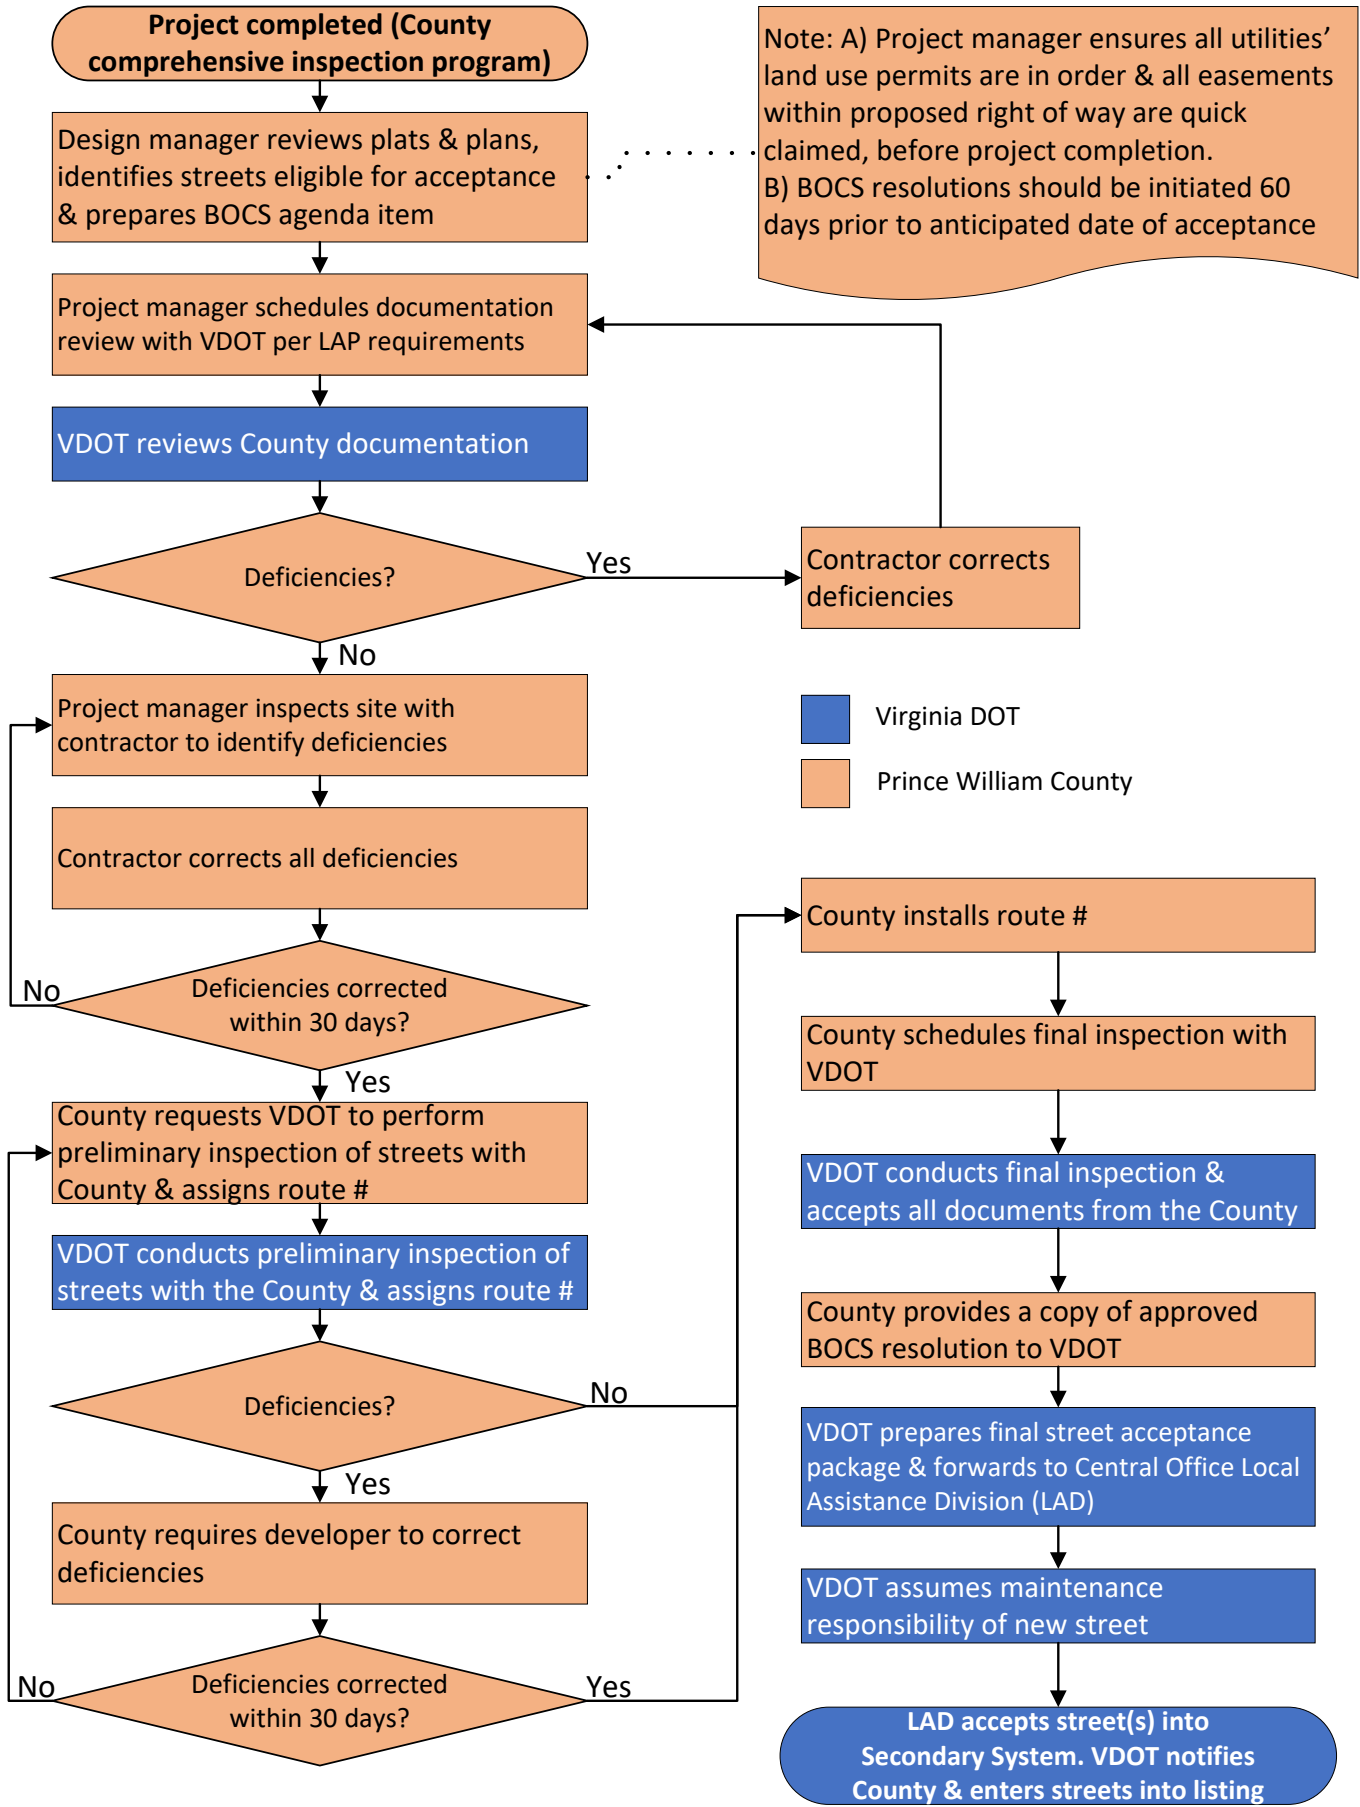 Project completed (County
comprehensive inspection program)
Note: A) Project manager ensures all utilities’
land use permits are in order & all easements
within proposed right of way are quick
claimed, before project completion.
B) BOCS resolutions should be initiated 60
days prior to anticipated date of acceptance
Design manager reviews plats & plans,
identifies streets eligible for acceptance
& prepares BOCS agenda item
Project manager schedules documentation
review with VDOT per LAP requirements
VDOT reviews County documentation
Deficiencies?
Yes
Contractor corrects
deficiencies
No
Project manager inspects site with
contractor to identify deficiencies
Virginia DOT
Prince William County
Contractor corrects all deficiencies
Deficiencies corrected
within 30 days?
No
Yes
County requests VDOT to perform
preliminary inspection of streets with
County & assigns route #
VDOT conducts preliminary inspection of
streets with the County & assigns route #
Deficiencies?
No
Yes
County requires developer to correct
deficiencies
Deficiencies corrected
within 30 days?
No
Yes
County installs route #
County schedules final inspection with
VDOT
VDOT conducts final inspection &
accepts all documents from the County
County provides a copy of approved
BOCS resolution to VDOT
VDOT prepares final street acceptance
package & forwards to Central Office Local
Assistance Division (LAD)
VDOT assumes maintenance
responsibility of new street
LAD accepts street(s) into
Secondary System. VDOT notifies
County & enters streets into listing